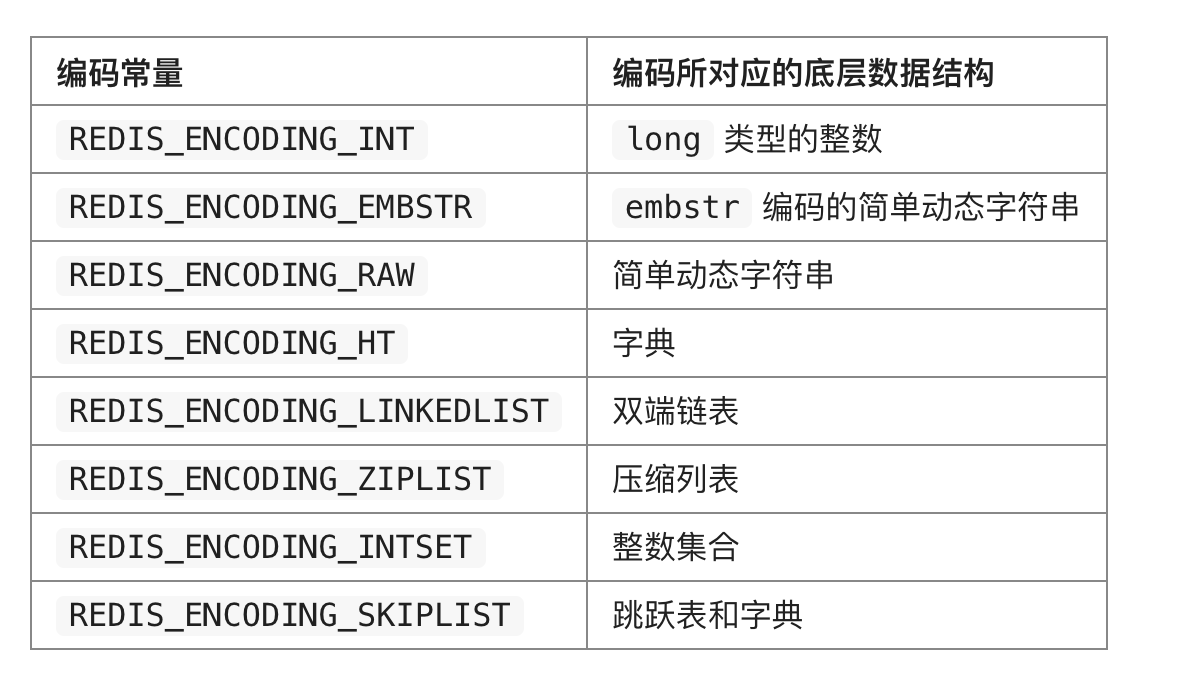 编码常量 编码所对应的底层数据结构
REDIS_ENCODING_INT long 类型的整数
REDIS_ENCODING_EMBSTR embstr 编码的简单动态字符串
REDIS_ENCODING_RAW 简单动态字符串
REDIS_ENCODING_HT 字典
REDIS_ENCODING_LINKEDLIST 双端链表
REDIS_ENCODING_ZIPLIST 压缩列表
REDIS_ENCODING_INTSET 整数集合
REDIS_ENCODING_SKIPLIST 跳跃表和字典